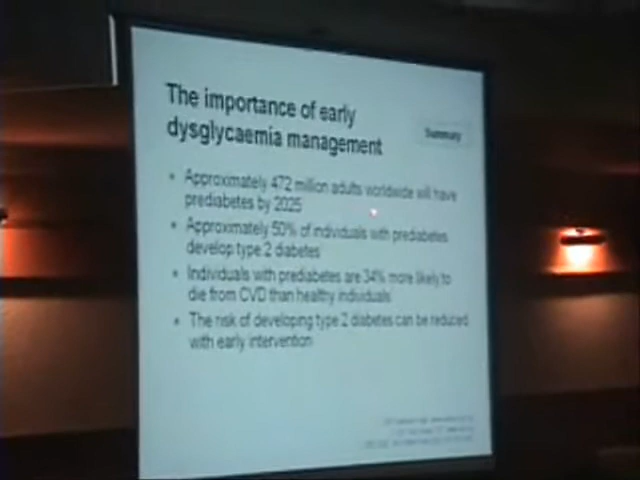 The importance of early
dysglycaemia management
Summary
• Approximately 472 million adults worldwide will have
prediabetes by 2025
• Approximately 50% of individuals with prediabetes
develop type 2 diabetes
• Individuals with prediabetes are 34% more likely to
die from CVD than healthy individuals
• The risk of developing type 2 diabetes can be reduced
with early intervention